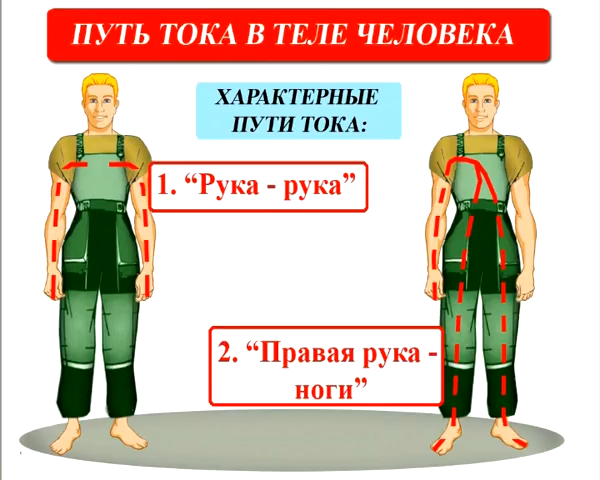 ПУТЬ ТОКА В ТЕЛЕ ЧЕЛОВЕКА
ХАРАКТЕРНЫЕ
ПУТИ ТОКА:
1. “Рука - рука”
2. “Правая рука -
ноги”